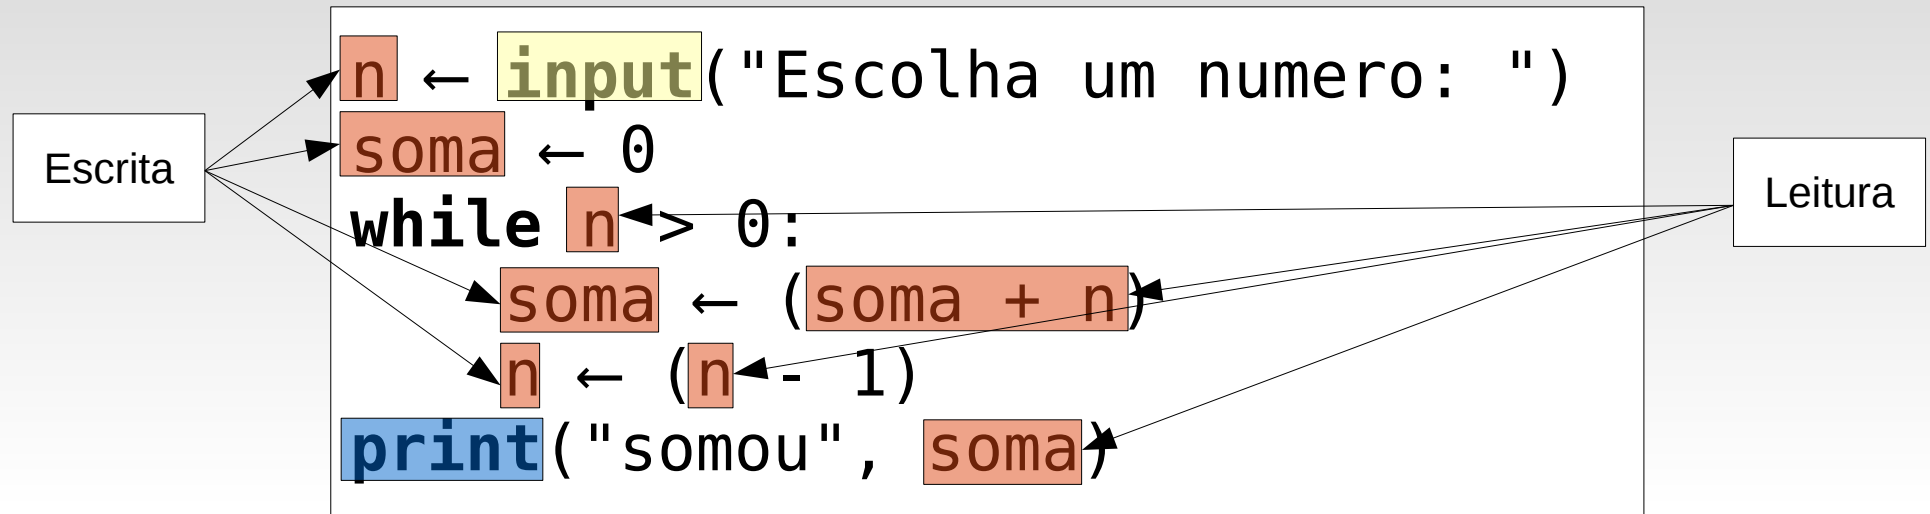 n ← input("Escolha um numero: ")
soma ← 0
while n > 0:
soma ← (soma + n)
n ← (n - 1)
print("somou", soma)
Escrita
Leitura